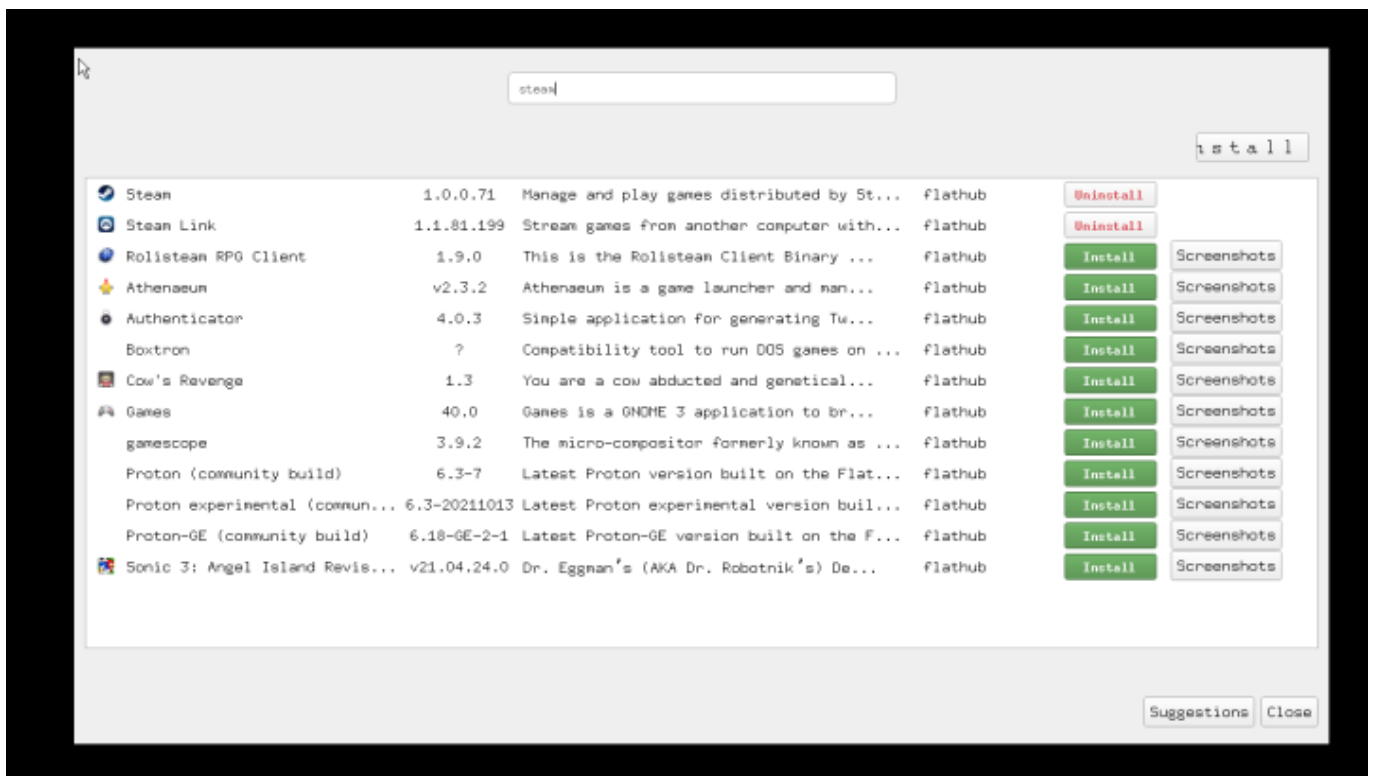 steam
nstall
Steam 1.0.0.71 Manage and play games distributed by St... flathub Uninstall
Steam Link 1.1.81.199 Stream games from another computer with... flathub Uninstall
Rolisteam RPG Client 1.9.0 This is the Rolisteam Client Binary ... flathub Install Screenshots
Athenaeum v2.3.2 Athenaeum is a game launcher and man... flathub Install Screenshots
Authenticator 4.0.3 Simple application for generating Tw... flathub Install Screenshots
Boxtron ? Compatibility tool to run DOS games on ... flathub Install Screenshots
Cow's Revenge 1.3 You are a cow abducted and genetical... flathub Install Screenshots
Games 40.0 Games is a GNOME 3 application to br... flathub Install Screenshots
gamescope 3.9.2 The micro-compositor formerly known as ... flathub Install Screenshots
Proton (community build) 6.3-7 Latest Proton version built on the Flat... flathub Install Screenshots
Proton experimental (commun... 6.3-20211013 Latest Proton experimental version buil... flathub Install Screenshots
Proton-GE (community build) 6.18-GE-2-1 Latest Proton-GE version built on the F... flathub Install Screenshots
Sonic 3: Angel Island Revis... v21.04.24.0 Dr. Eggman's (AKA Dr. Robotnik's) De... flathub Install Screenshots
Suggestions Close